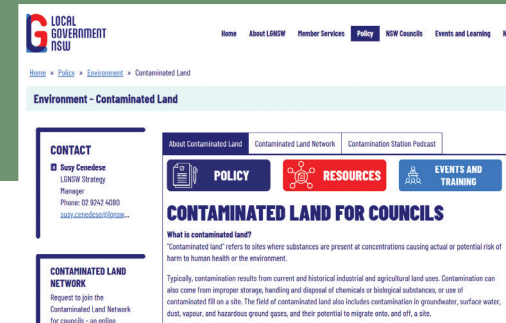 LOCAL
GOVERNMENT
NSW
Home About LGNSW Member Services Policy NSW Councils Events and Learning
Home » Policy » Environment » Contaminated Land
Environment - Contaminated Land
CONTACT
Susy Cenedese
LGNSW Strategy
Manager
Phone: 02 9242 4080
susy.cenedese@lgnsw...
CONTAMINATED LAND
NETWORK
Request to join the
Contaminated Land Network
for councils - an online
About Contaminated Land Contaminated Land Network Contamination Station Podcast
POLICY RESOURCES EVENTS AND
TRAINING
CONTAMINATED LAND FOR COUNCILS
What is contaminated land?
"Contaminated land" refers to sites where substances are present at concentrations causing actual or potential risk of
harm to human health or the environment.
Typically, contamination results from current and historical industrial and agricultural land uses. Contamination can
also come from improper storage, handling and disposal of chemicals or biological substances, or use of
contaminated fill on a site. The field of contaminated land also includes contamination in groundwater, surface water,
dust, vapour, and hazardous ground gases, and their potential to migrate onto, and off, a site.